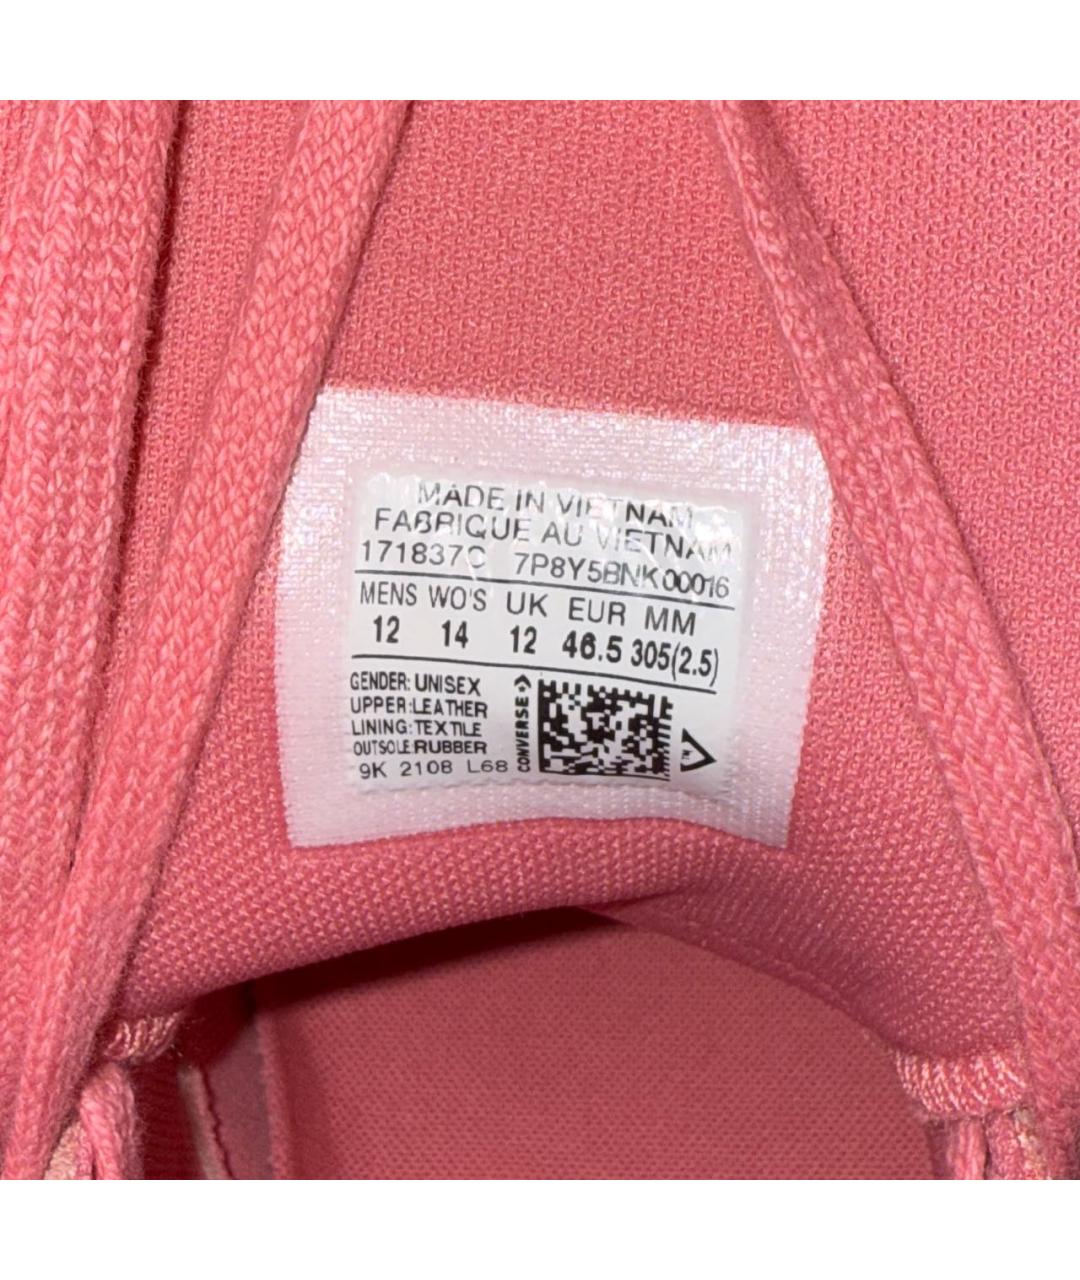 MADE IN VIETNAM
FABRIQUE AU VIETNAM
171837C 7P8Y5BNK00016
MENS WO'S UK EUR MM
12 14 12 46.5 305(2.5)
GENDER: UNISEX
UPPER:LEATHER
LINING:TEXTILE
OUTSOLE:RUBBER
9K 2108 L68
CONVERSE
TM